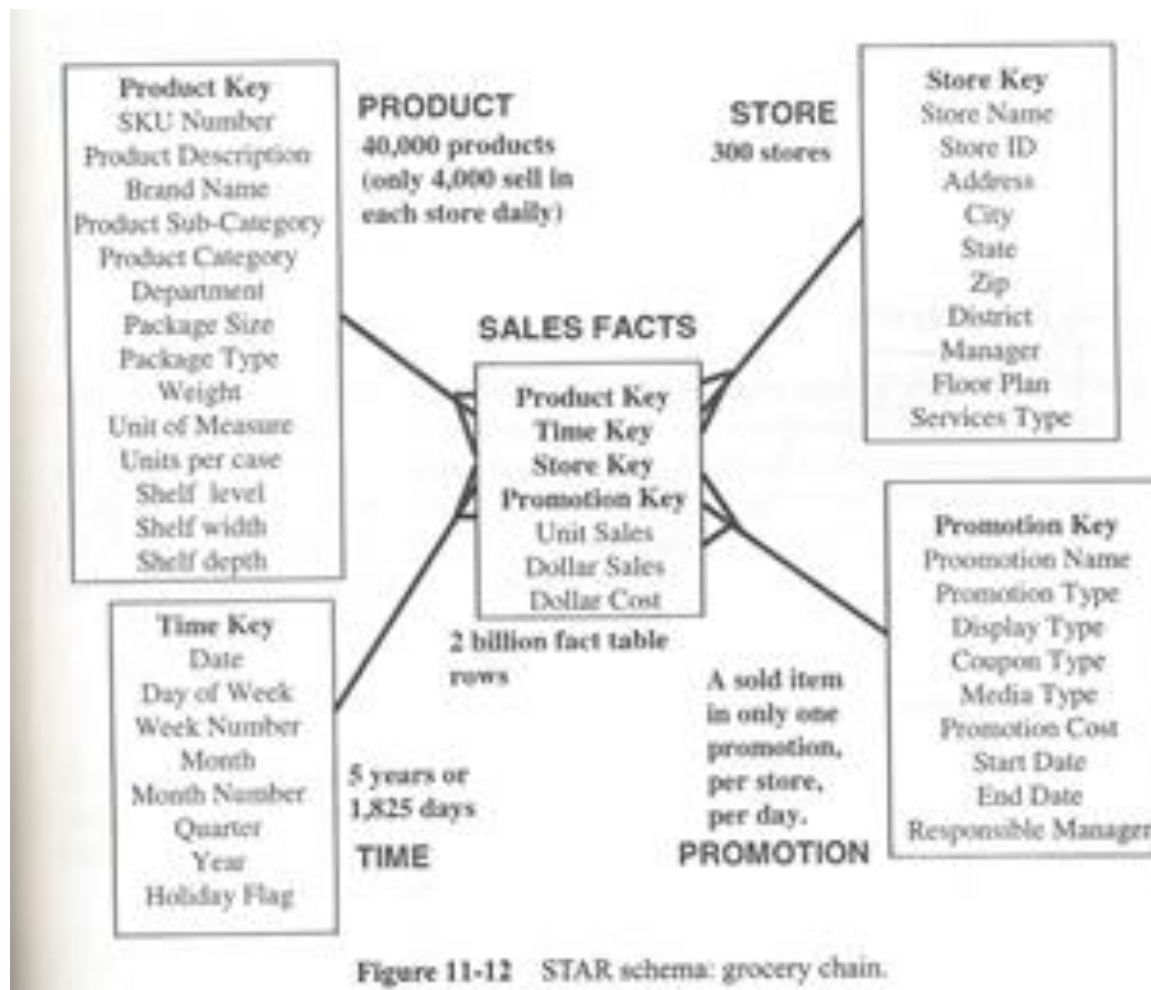 Product Key
SKU Number
Product Description
Brand Name
Product Sub-Category
Product Category
Department
Package Size
Package Type
Weight
Unit of Measure
Units per case
Shelf level
Shelf width
Shelf depth
PRODUCT
40,000 products
(only 4,000 sell in
each store daily)
STORE
300 stores
Store Key
Store Name
Store ID
Address
City
State
Zip
District
Manager
Floor Plan
Services Type
SALES FACTS
Product Key
Time Key
Store Key
Promotion Key
Unit Sales
Dollar Sales
Dollar Cost
2 billion fact table
rows
Time Key
Date
Day of Week
Week Number
Month
Month Number
Quarter
Year
Holiday Flag
5 years or
1,825 days
TIME
A sold item
in only one
promotion,
per store,
per day.
PROMOTION
Promotion Key
Proomotion Name
Promotion Type
Display Type
Coupon Type
Media Type
Promotion Cost
Start Date
End Date
Responsible Manager
Figure 11-12 STAR schema: grocery chain.